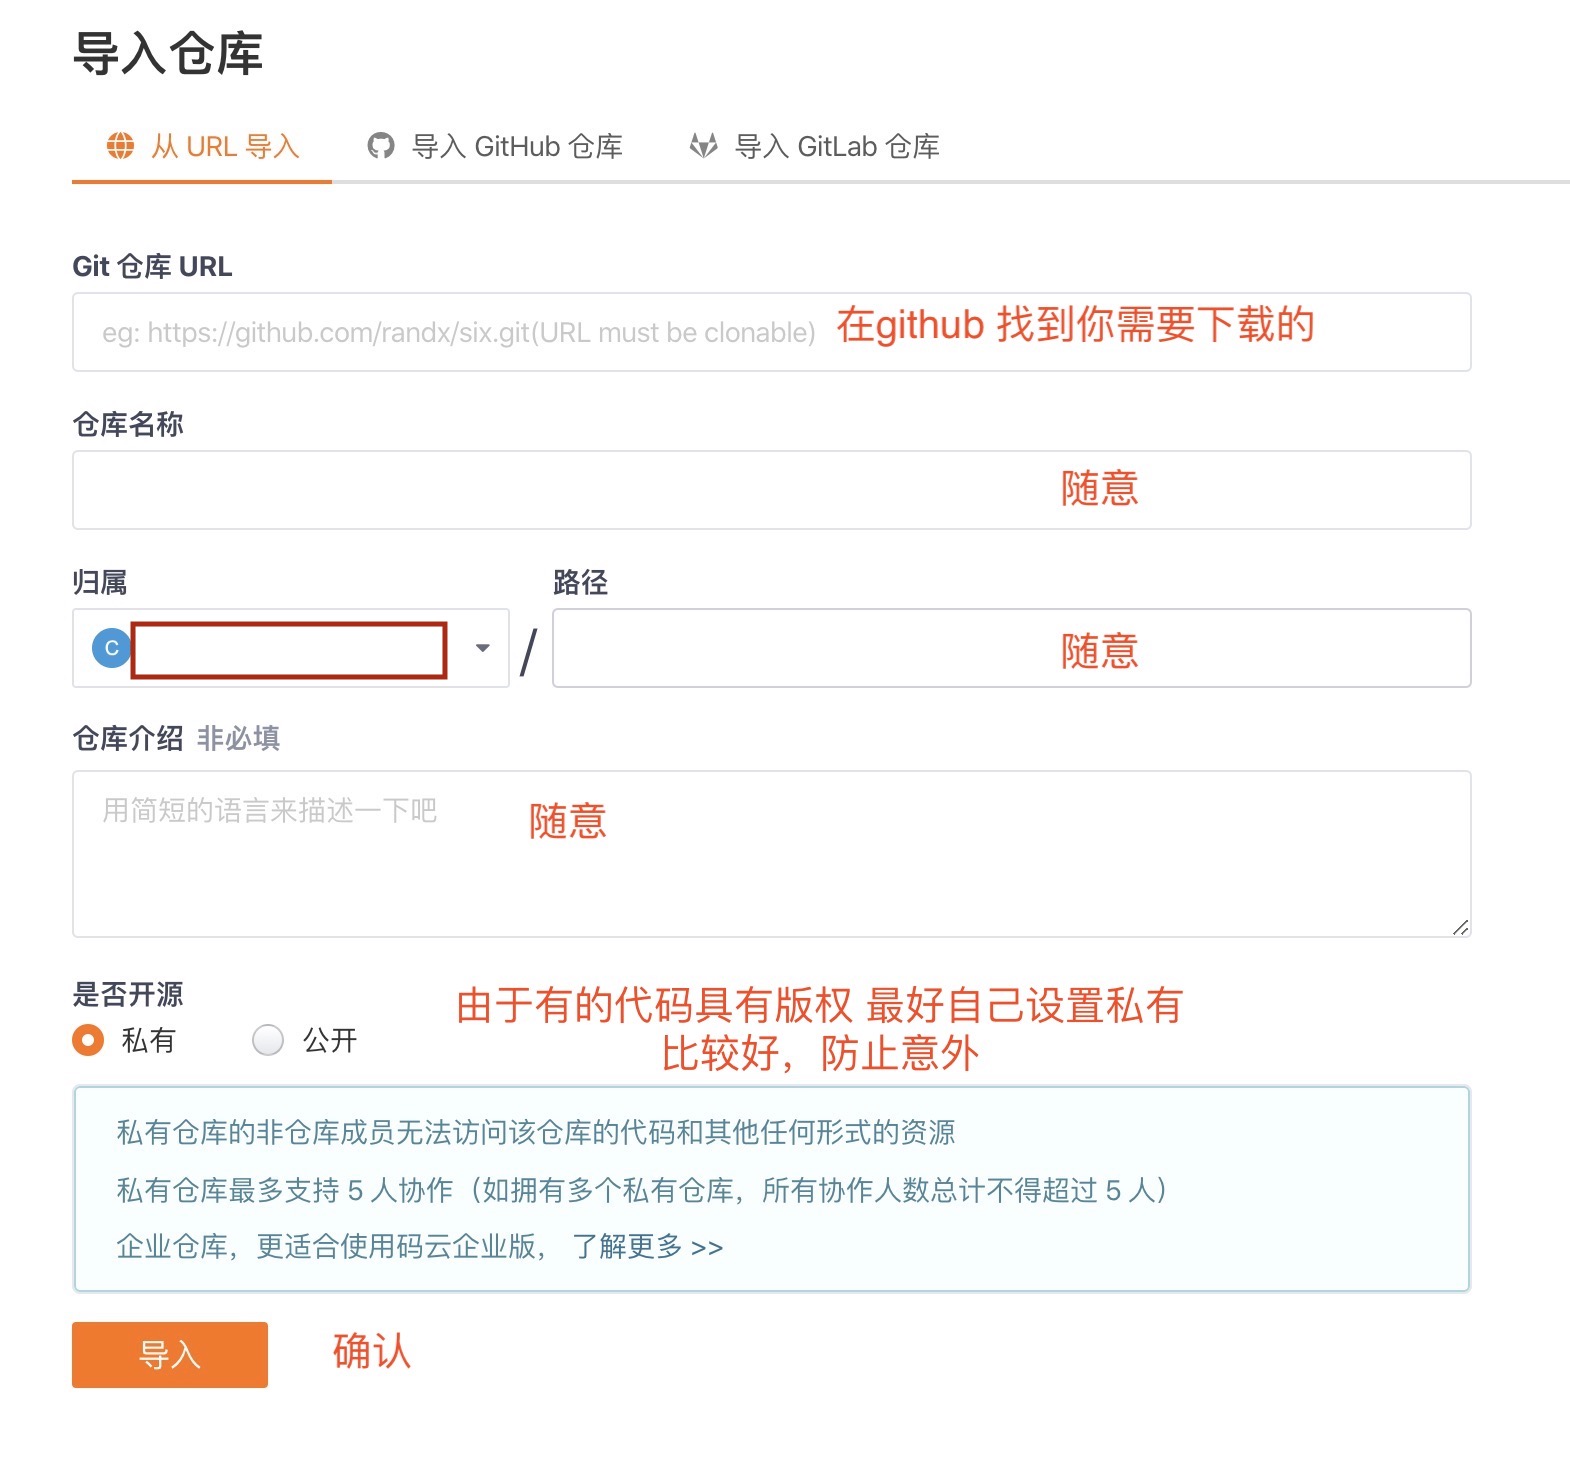 导入仓库
从 URL 导入 导入 GitHub 仓库 导入 GitLab 仓库
Git 仓库 URL
eg: https://github.com/randx/six.git(URL must be clonable) 在github 找到你需要下载的
仓库名称
随意
归属 路径
C / 随意
仓库介绍 非必填
用简短的语言来描述一下吧 随意
是否开源
私有 公开
由于有的代码具有版权 最好自己设置私有
比较好，防止意外
私有仓库的非仓库成员无法访问该仓库的代码和其他任何形式的资源
私有仓库最多支持 5 人协作（如拥有多个私有仓库，所有协作人数总计不得超过 5 人）
企业仓库，更适合使用码云企业版， 了解更多 >>
导入 确认